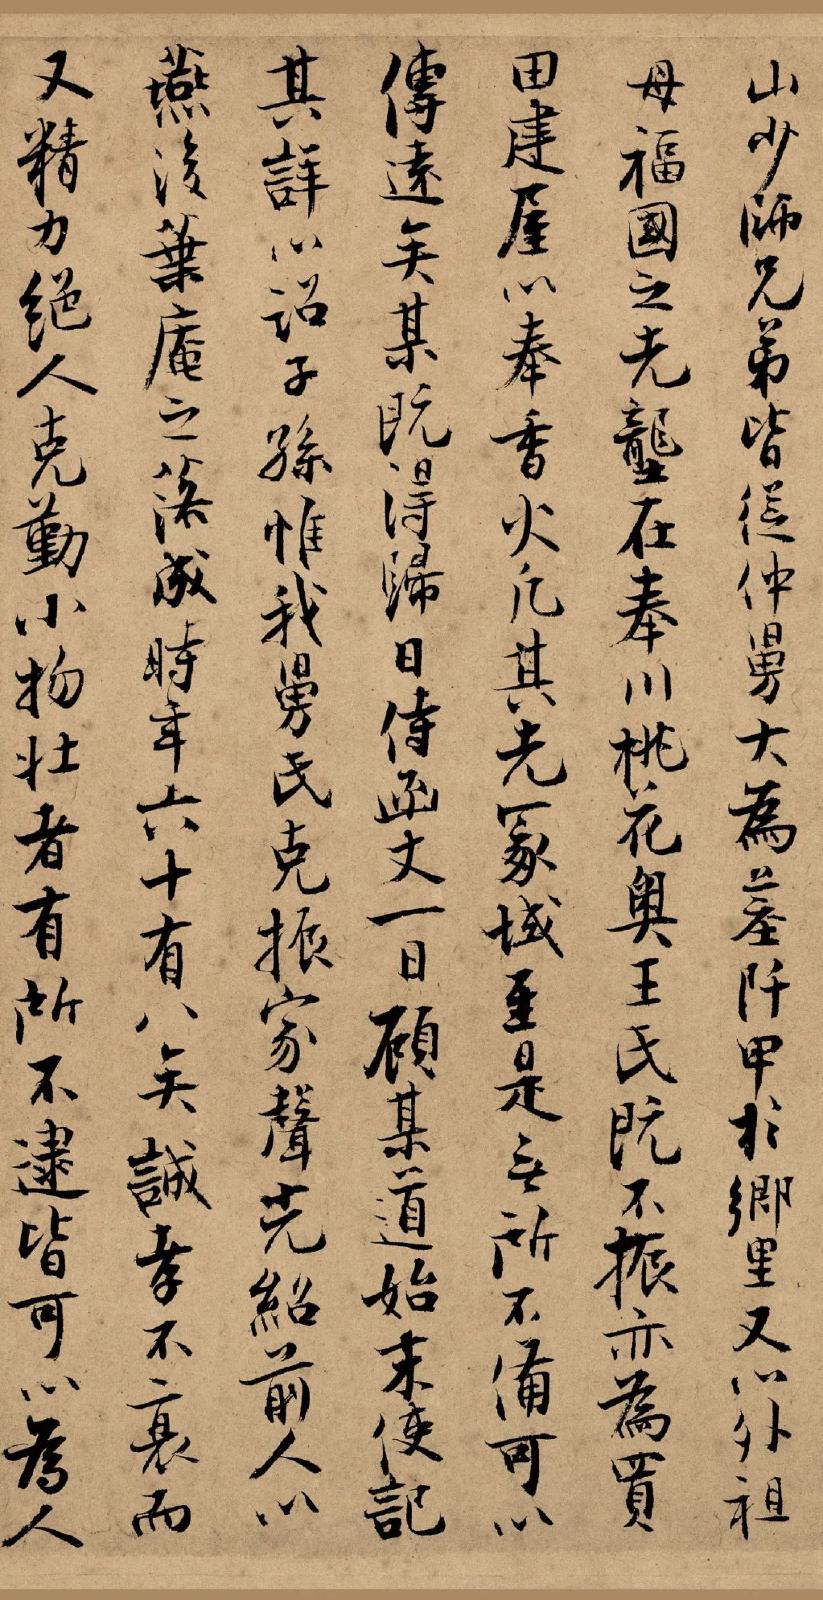 山少師兄弟皆從仲舅大為墓阡甲於鄉里又以外祖
母福國之先壟在奉川桃花奧王氏既不振亦為買
田建屋以奉香火凡其先冢域至是無所不備可以
傳遠矣某既得歸日侍函丈一日顧某道始末使記
其詳以詔子孫惟我舅氏克振家聲光紹前人以
燕後葉庵之落成時年六十有八矣誠孝不衰而
又精力絕人克勤小物壯者有所不逮皆可以為人